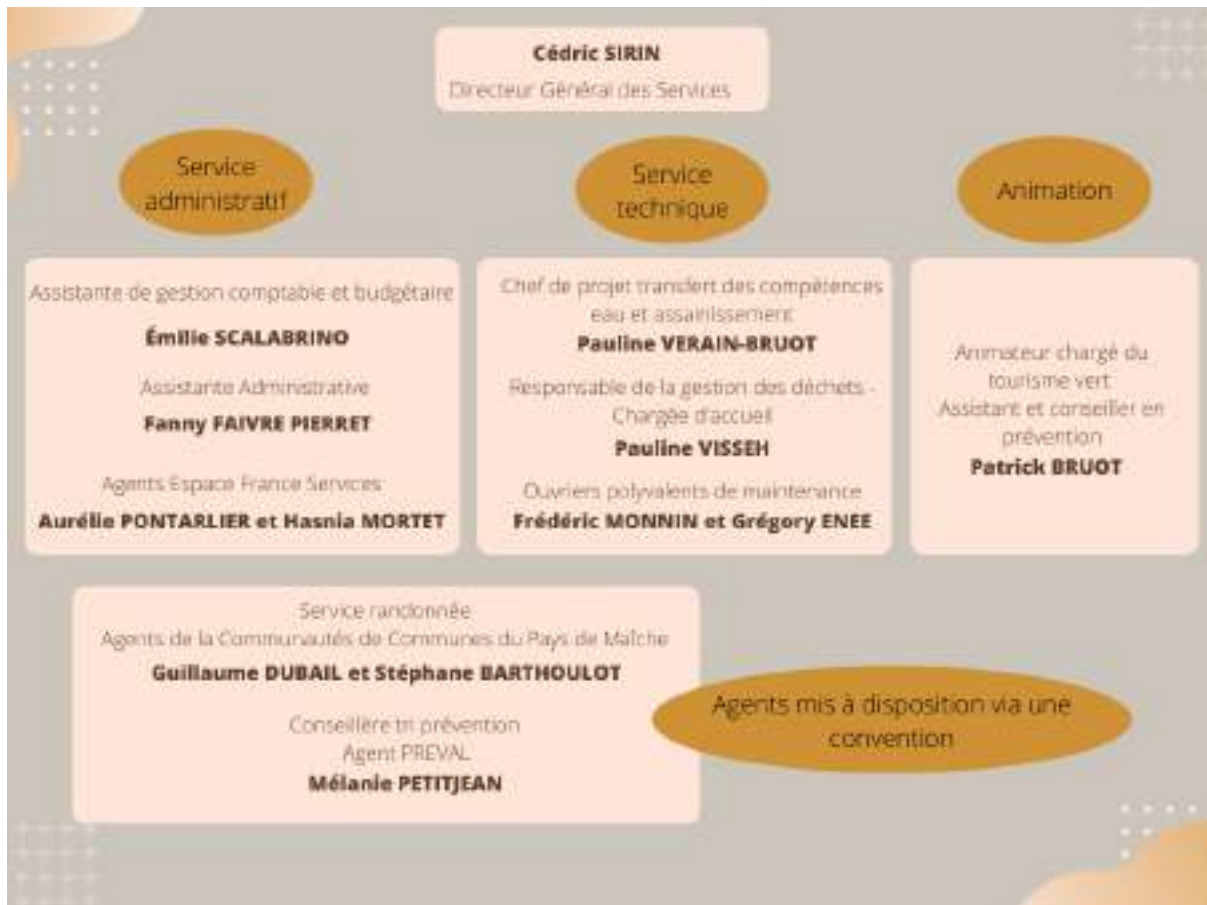 Cédric SIRIN
Directeur Général des Services
Service
administratif
Service
technique
Animation
Assistante de gestion comptable et budgétaire
Émilie SCALABRINO
Assistante Administrative
Fanny FAIVRE PIERRET
Agents Espace France Services
Aurélie PONTARLIER et Hasnia MORTET
Chef de projet transfert des compétences
eau et assainissement
Pauline VERAIN-BRUOT
Responsable de la gestion des déchets -
Chargée d'accueil
Pauline VISSEH
Ouvriers polyvalents de maintenance
Frédéric MONNIN et Grégory ENEE
Animateur chargé du
tourisme vert
Assistant et conseiller en
prévention
Patrick BRUOT
Service randonnée
Agents de la Communautés de Communes du Pays de Maîche
Guillaume DUBAIL et Stéphane BARTHOULOT
Conseillère tri prévention
Agent PREVAL
Mélanie PETITJEAN
Agents mis à disposition via une
convention